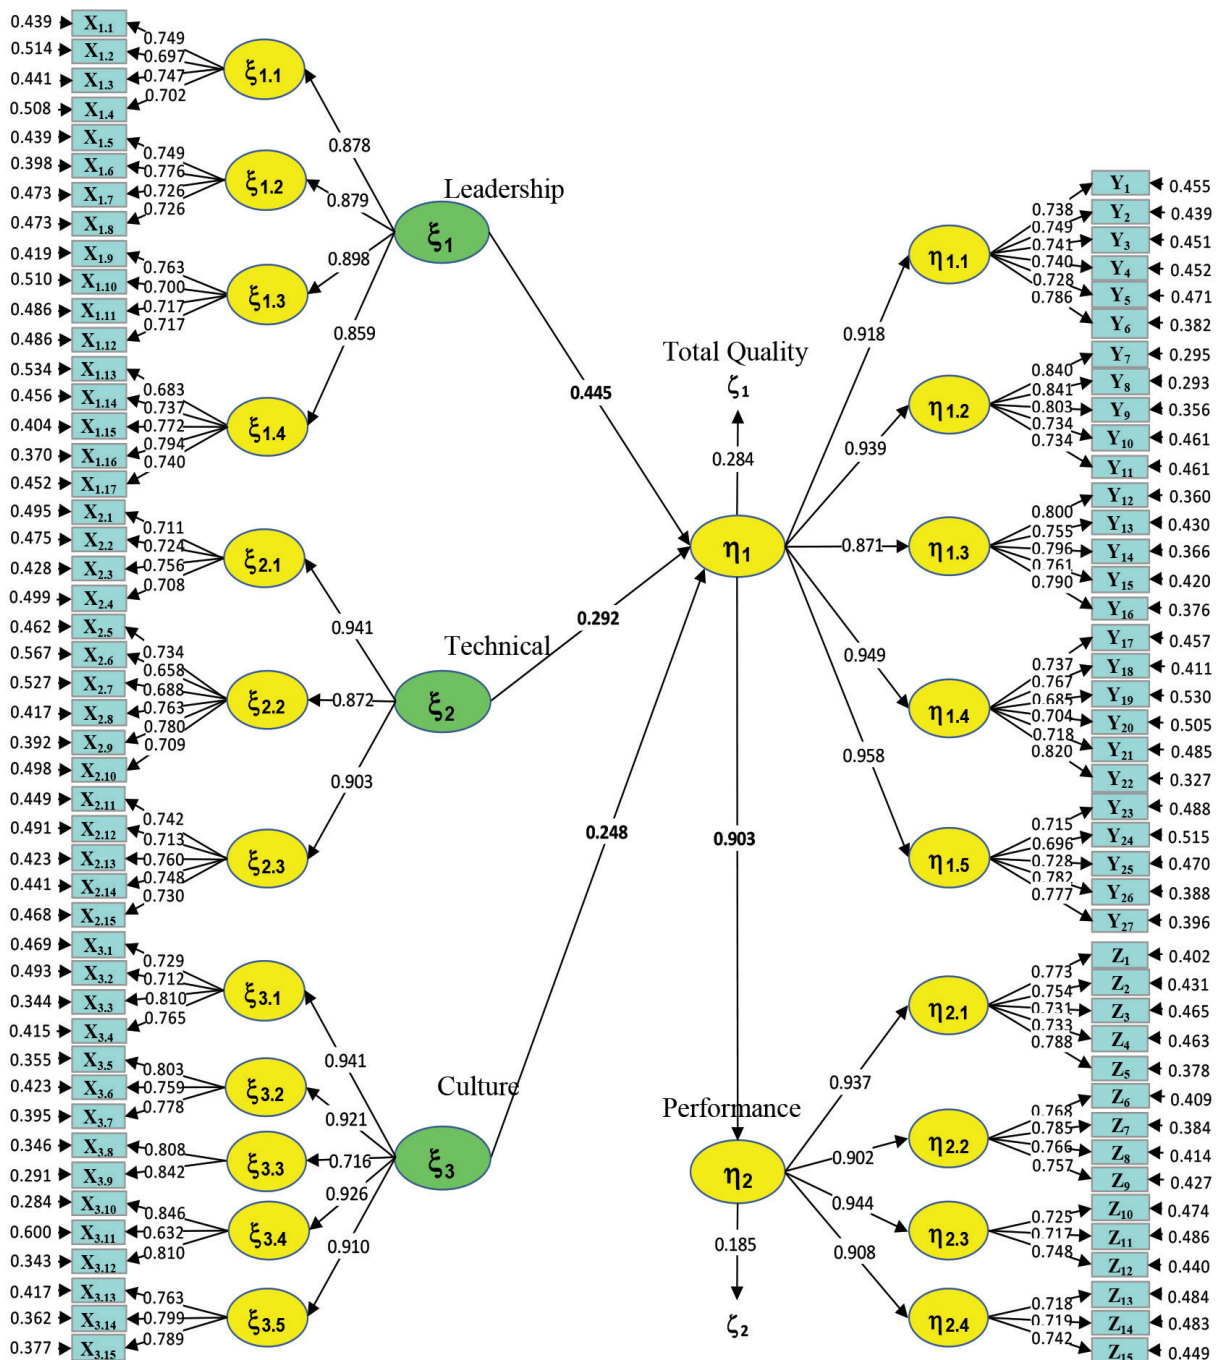 0.439 X1.1 0.749
0.514 X1.2 0.697
0.441 X1.3 0.747
0.508 X1.4 0.702
ξ1.1
0.439 X1.5 0.749
0.398 X1.6 0.776
0.473 X1.7 0.726
0.473 X1.8 0.726
ξ1.2
0.419 X1.9 0.763
0.510 X1.10 0.700
0.486 X1.11 0.717
0.486 X1.12 0.717
ξ1.3
0.534 X1.13 0.683
0.456 X1.14 0.737
0.404 X1.15 0.772
0.370 X1.16 0.794
0.452 X1.17 0.740
ξ1.4
0.495 X2.1 0.711
0.475 X2.2 0.724
0.428 X2.3 0.756
0.499 X2.4 0.708
ξ2.1
0.462 X2.5 0.734
0.567 X2.6 0.658
0.527 X2.7 0.688
0.417 X2.8 0.763
0.392 X2.9 0.780
0.498 X2.10 0.709
ξ2.2
0.449 X2.11 0.742
0.491 X2.12 0.713
0.423 X2.13 0.760
0.441 X2.14 0.748
0.468 X2.15 0.730
ξ2.3
0.469 X3.1 0.729
0.493 X3.2 0.712
0.344 X3.3 0.810
0.415 X3.4 0.765
ξ3.1
0.355 X3.5 0.803
0.423 X3.6 0.759
0.395 X3.7 0.778
ξ3.2
0.346 X3.8 0.808
0.291 X3.9 0.842
ξ3.3
0.284 X3.10 0.846
0.600 X3.11 0.632
0.343 X3.12 0.810
ξ3.4
0.417 X3.13 0.763
0.362 X3.14 0.799
0.377 X3.15 0.789
ξ3.5
0.878
0.879
0.898
0.859
Leadership
ξ1
0.941
0.872
0.903
Technical
ξ2
0.941
0.921
0.716
0.926
0.910
Culture
ξ3
0.445
0.292
0.248
Total Quality
ζ1
0.284
η1
0.903
Performance
η2
0.185
ζ2
0.918
0.939
0.871
0.949
0.958
0.937
0.902
0.944
0.908
η1.1
0.738 Y1 0.455
0.749 Y2 0.439
0.741 Y3 0.451
0.740 Y4 0.452
0.728 Y5 0.471
0.786 Y6 0.382
η1.2
0.840 Y7 0.295
0.841 Y8 0.293
0.803 Y9 0.356
0.734 Y10 0.461
0.734 Y11 0.461
η1.3
0.800 Y12 0.360
0.755 Y13 0.430
0.796 Y14 0.366
0.761 Y15 0.420
0.790 Y16 0.376
η1.4
0.737 Y17 0.457
0.767 Y18 0.411
0.685 Y19 0.530
0.704 Y20 0.505
0.718 Y21 0.485
0.820 Y22 0.327
η1.5
0.715 Y23 0.488
0.696 Y24 0.515
0.728 Y25 0.470
0.782 Y26 0.388
0.777 Y27 0.396
η2.1
0.773 Z1 0.402
0.754 Z2 0.431
0.731 Z3 0.465
0.733 Z4 0.463
0.788 Z5 0.378
η2.2
0.768 Z6 0.409
0.785 Z7 0.384
0.766 Z8 0.414
0.757 Z9 0.427
η2.3
0.725 Z10 0.474
0.717 Z11 0.486
0.748 Z12 0.440
η2.4
0.718 Z13 0.484
0.719 Z14 0.483
0.742 Z15 0.449